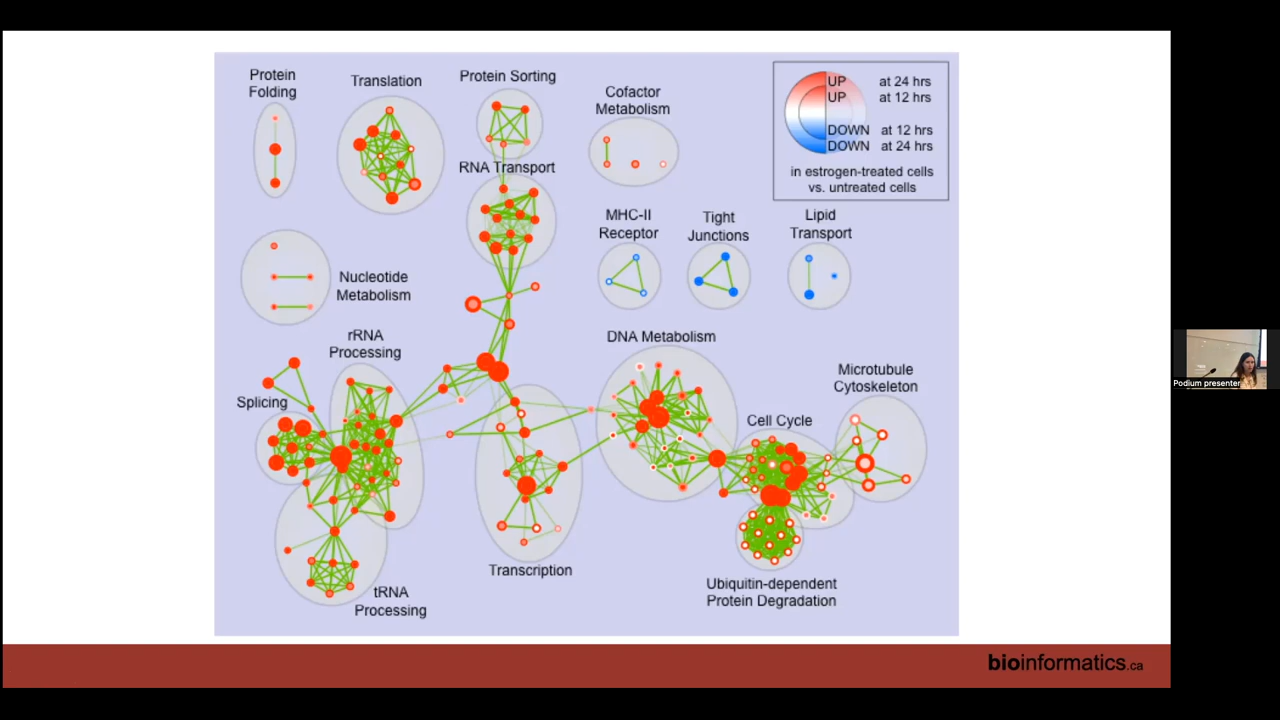 Protein
Folding
Translation
Protein Sorting
Cofactor
Metabolism
UP at 24 hrs
UP at 12 hrs
DOWN at 12 hrs
DOWN at 24 hrs
in estrogen-treated cells
vs. untreated cells
RNA Transport
MHC-II
Receptor
Tight
Junctions
Lipid
Transport
Nucleotide
Metabolism
rRNA
Processing
DNA Metabolism
Microtubule
Cytoskeleton
Splicing
Cell Cycle
Transcription
tRNA
Processing
Ubiquitin-dependent
Protein Degradation
Podium presenter
bioinformatics.ca